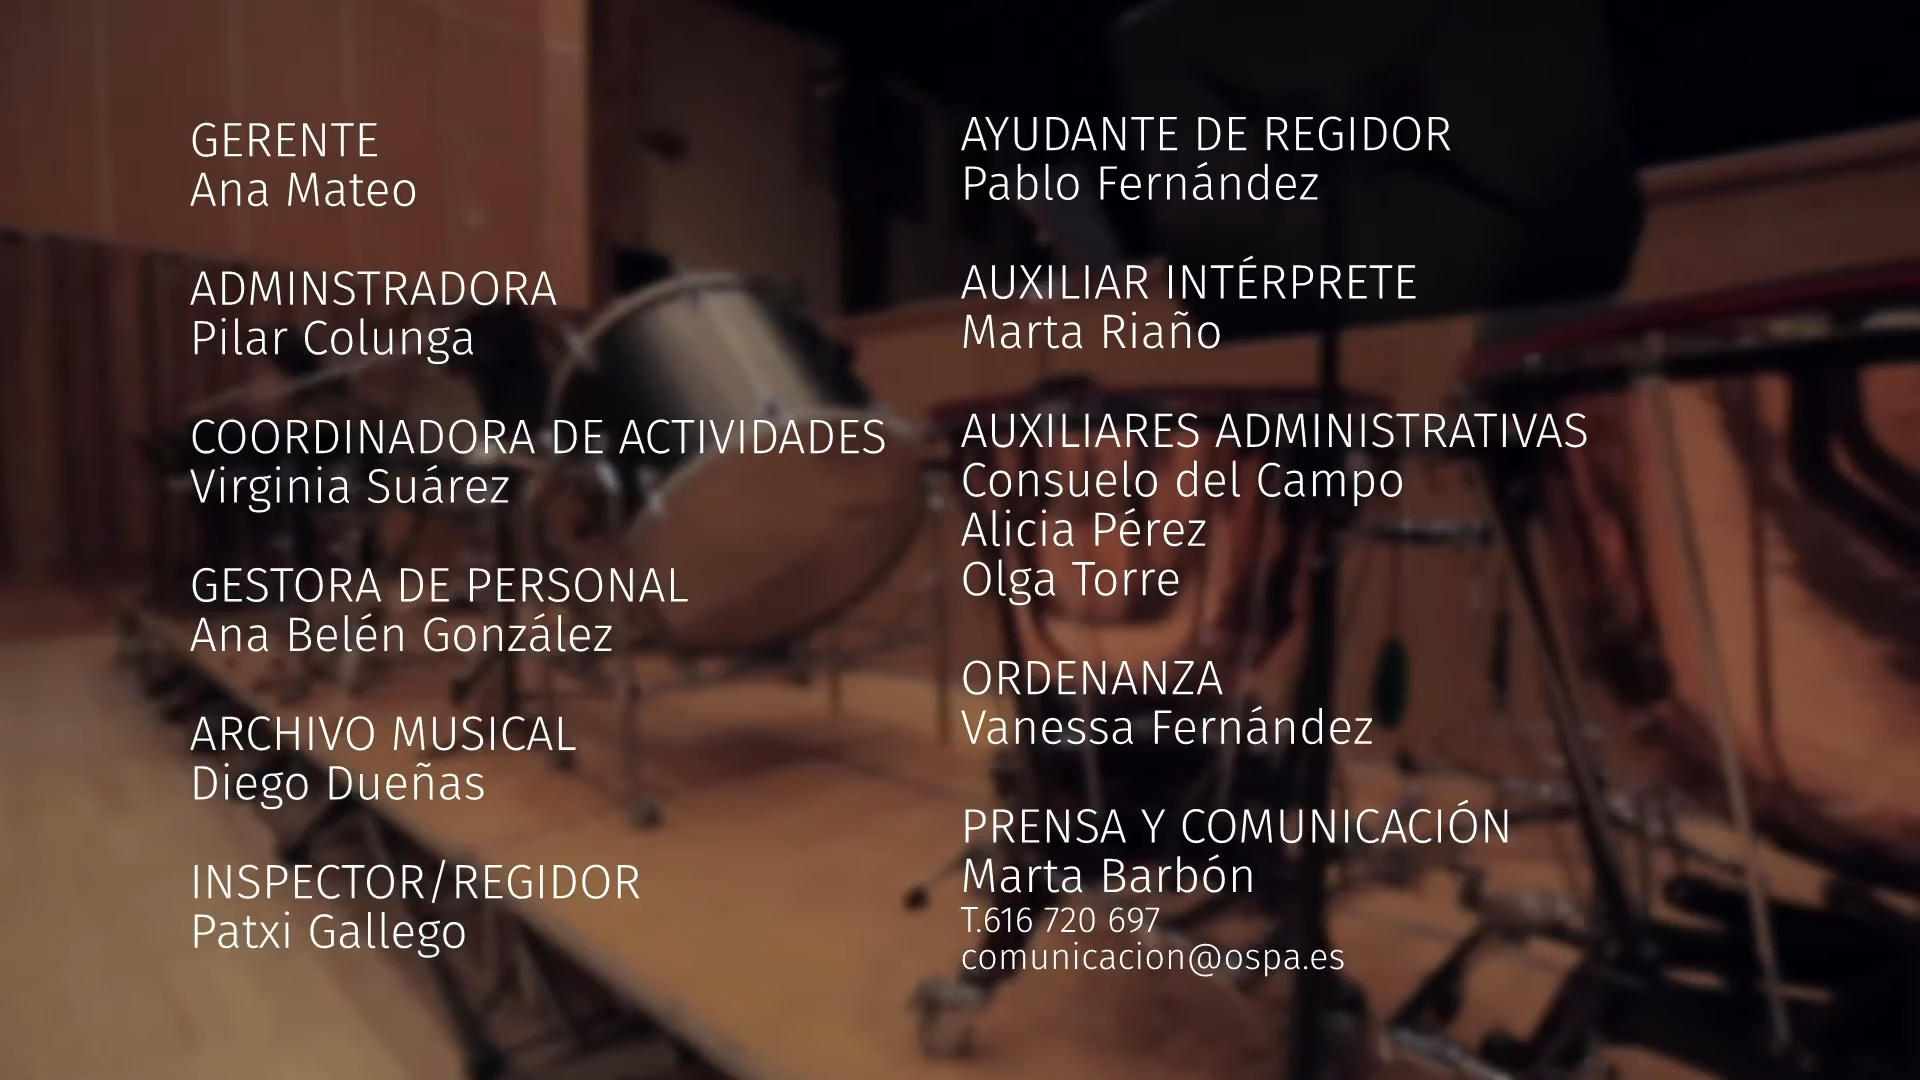 GERENTE
Ana Mateo
ADMINSTRADORA
Pilar Colunga
COORDINADORA DE ACTIVIDADES
Virginia Suárez
GESTORA DE PERSONAL
Ana Belén González
ARCHIVO MUSICAL
Diego Dueñas
INSPECTOR/REGIDOR
Patxi Gallego
AYUDANTE DE REGIDOR
Pablo Fernández
AUXILIAR INTÉRPRETE
Marta Riaño
AUXILIARES ADMINISTRATIVAS
Consuelo del Campo
Alicia Pérez
Olga Torre
ORDENANZA
Vanessa Fernández
PRENSA Y COMUNICACIÓN
Marta Barbón
T.616 720 697
comunicacion@ospa.es